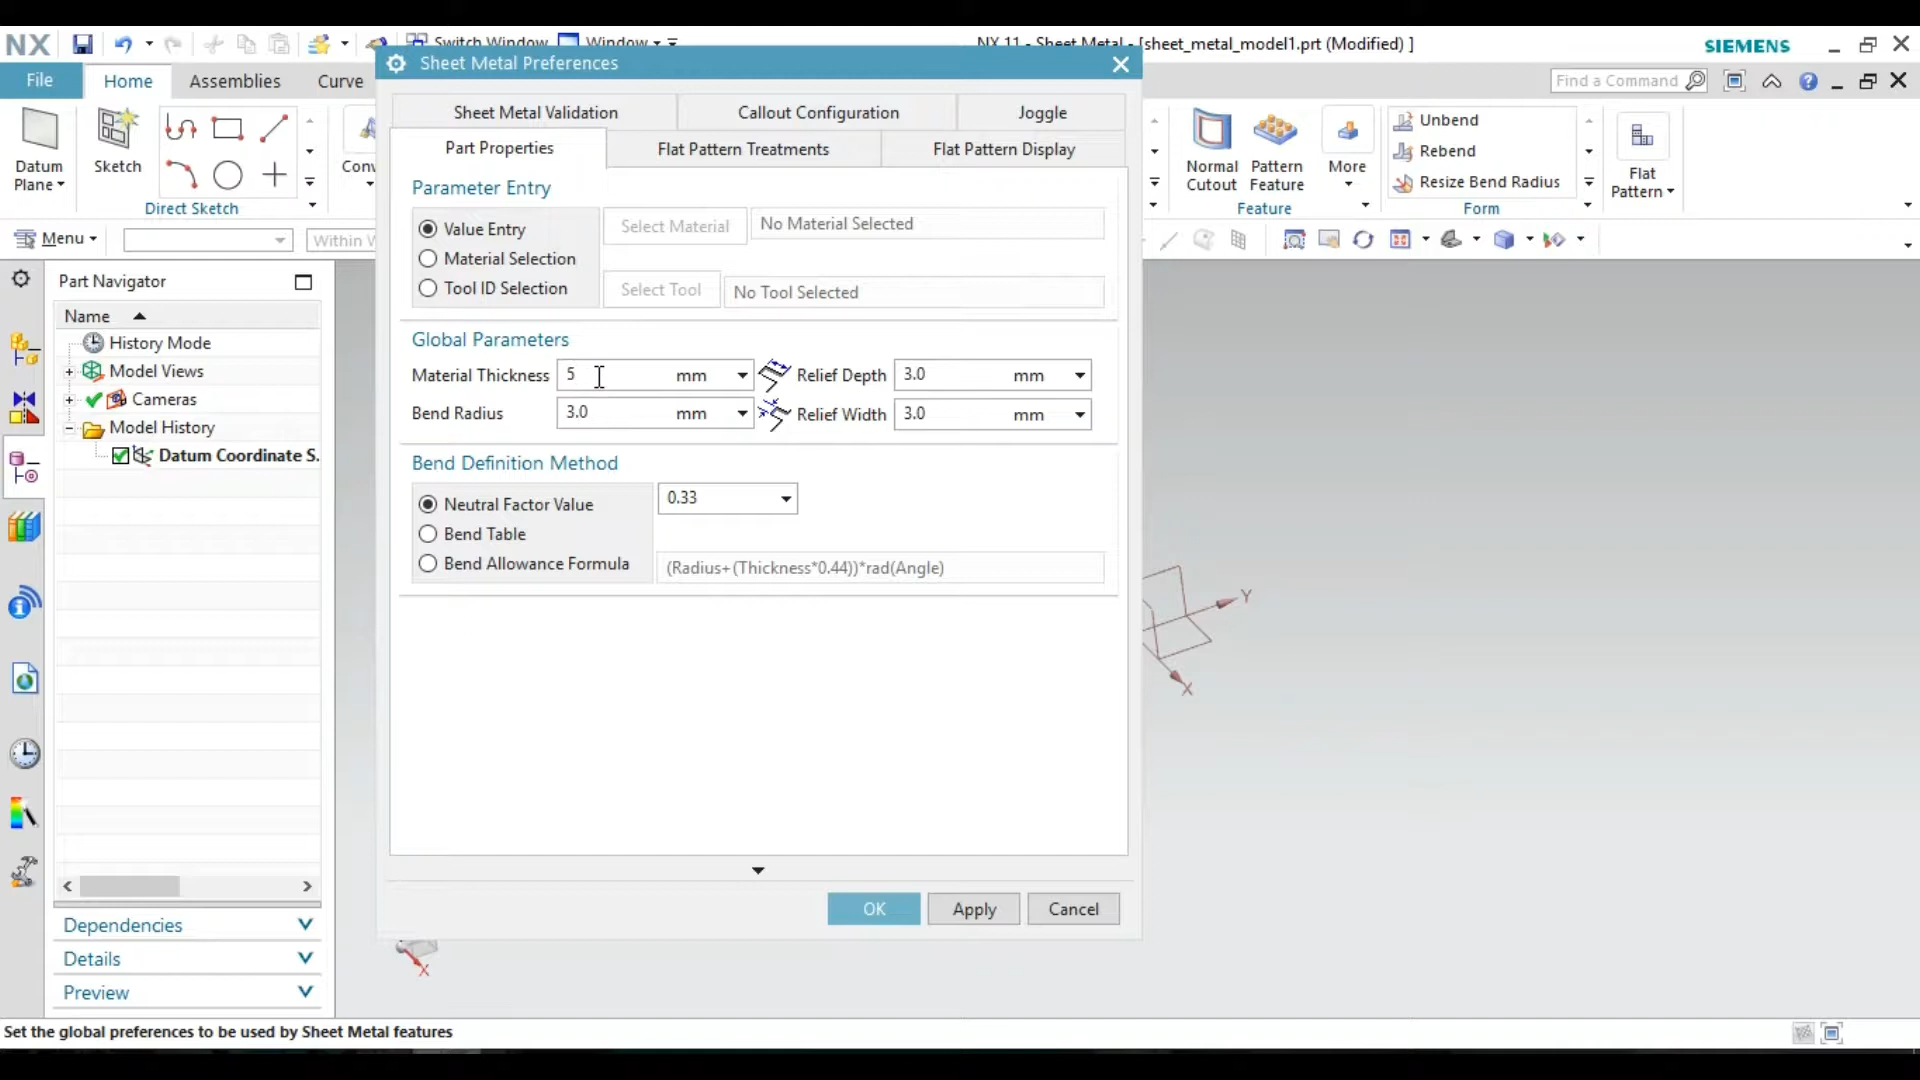 NX Switch Window Window NX 11 - Sheet Metal - [sheet_metal_model1.prt (Modified) ] SIEMENS
File Home Assemblies Curve Find a Command
Datum Plane
Sketch
Direct Sketch
Conv
Normal Cutout
Pattern Feature
More
Feature
Unbend
Rebend
Resize Bend Radius
Form
Flat Pattern
Menu
Within W
Sheet Metal Preferences
Sheet Metal Validation Callout Configuration Joggle
Part Properties Flat Pattern Treatments Flat Pattern Display
Parameter Entry
Value Entry Select Material No Material Selected
Material Selection
Tool ID Selection Select Tool No Tool Selected
Global Parameters
Material Thickness 5 mm Relief Depth 3.0 mm
Bend Radius 3.0 mm Relief Width 3.0 mm
Bend Definition Method
Neutral Factor Value 0.33
Bend Table
Bend Allowance Formula (Radius+(Thickness*0.44))*rad(Angle)
OK Apply Cancel
Part Navigator
Name
History Mode
Model Views
Cameras
Model History
Datum Coordinate S.
Dependencies
Details
Preview
Y
X
X
Set the global preferences to be used by Sheet Metal features